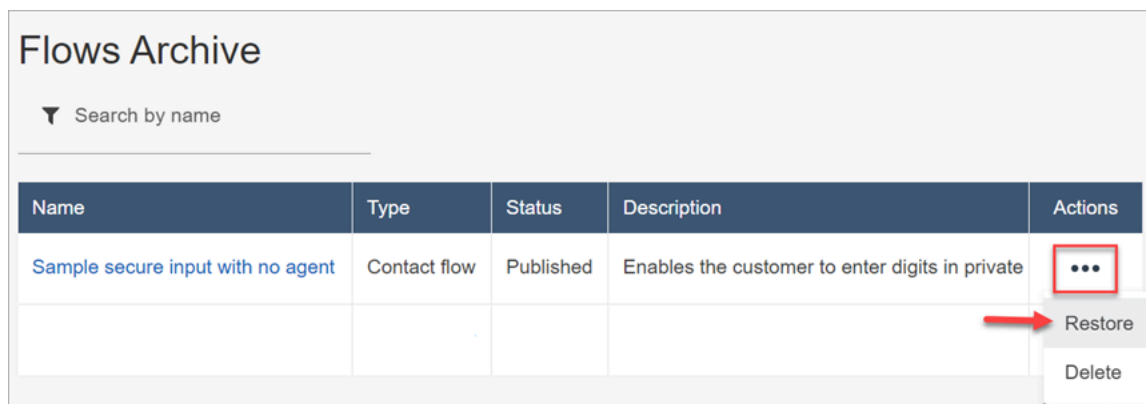 Flows Archive
Search by name
Name Type Status Description Actions
Sample secure input with no agent Contact flow Published Enables the customer to enter digits in private •••
Restore
Delete